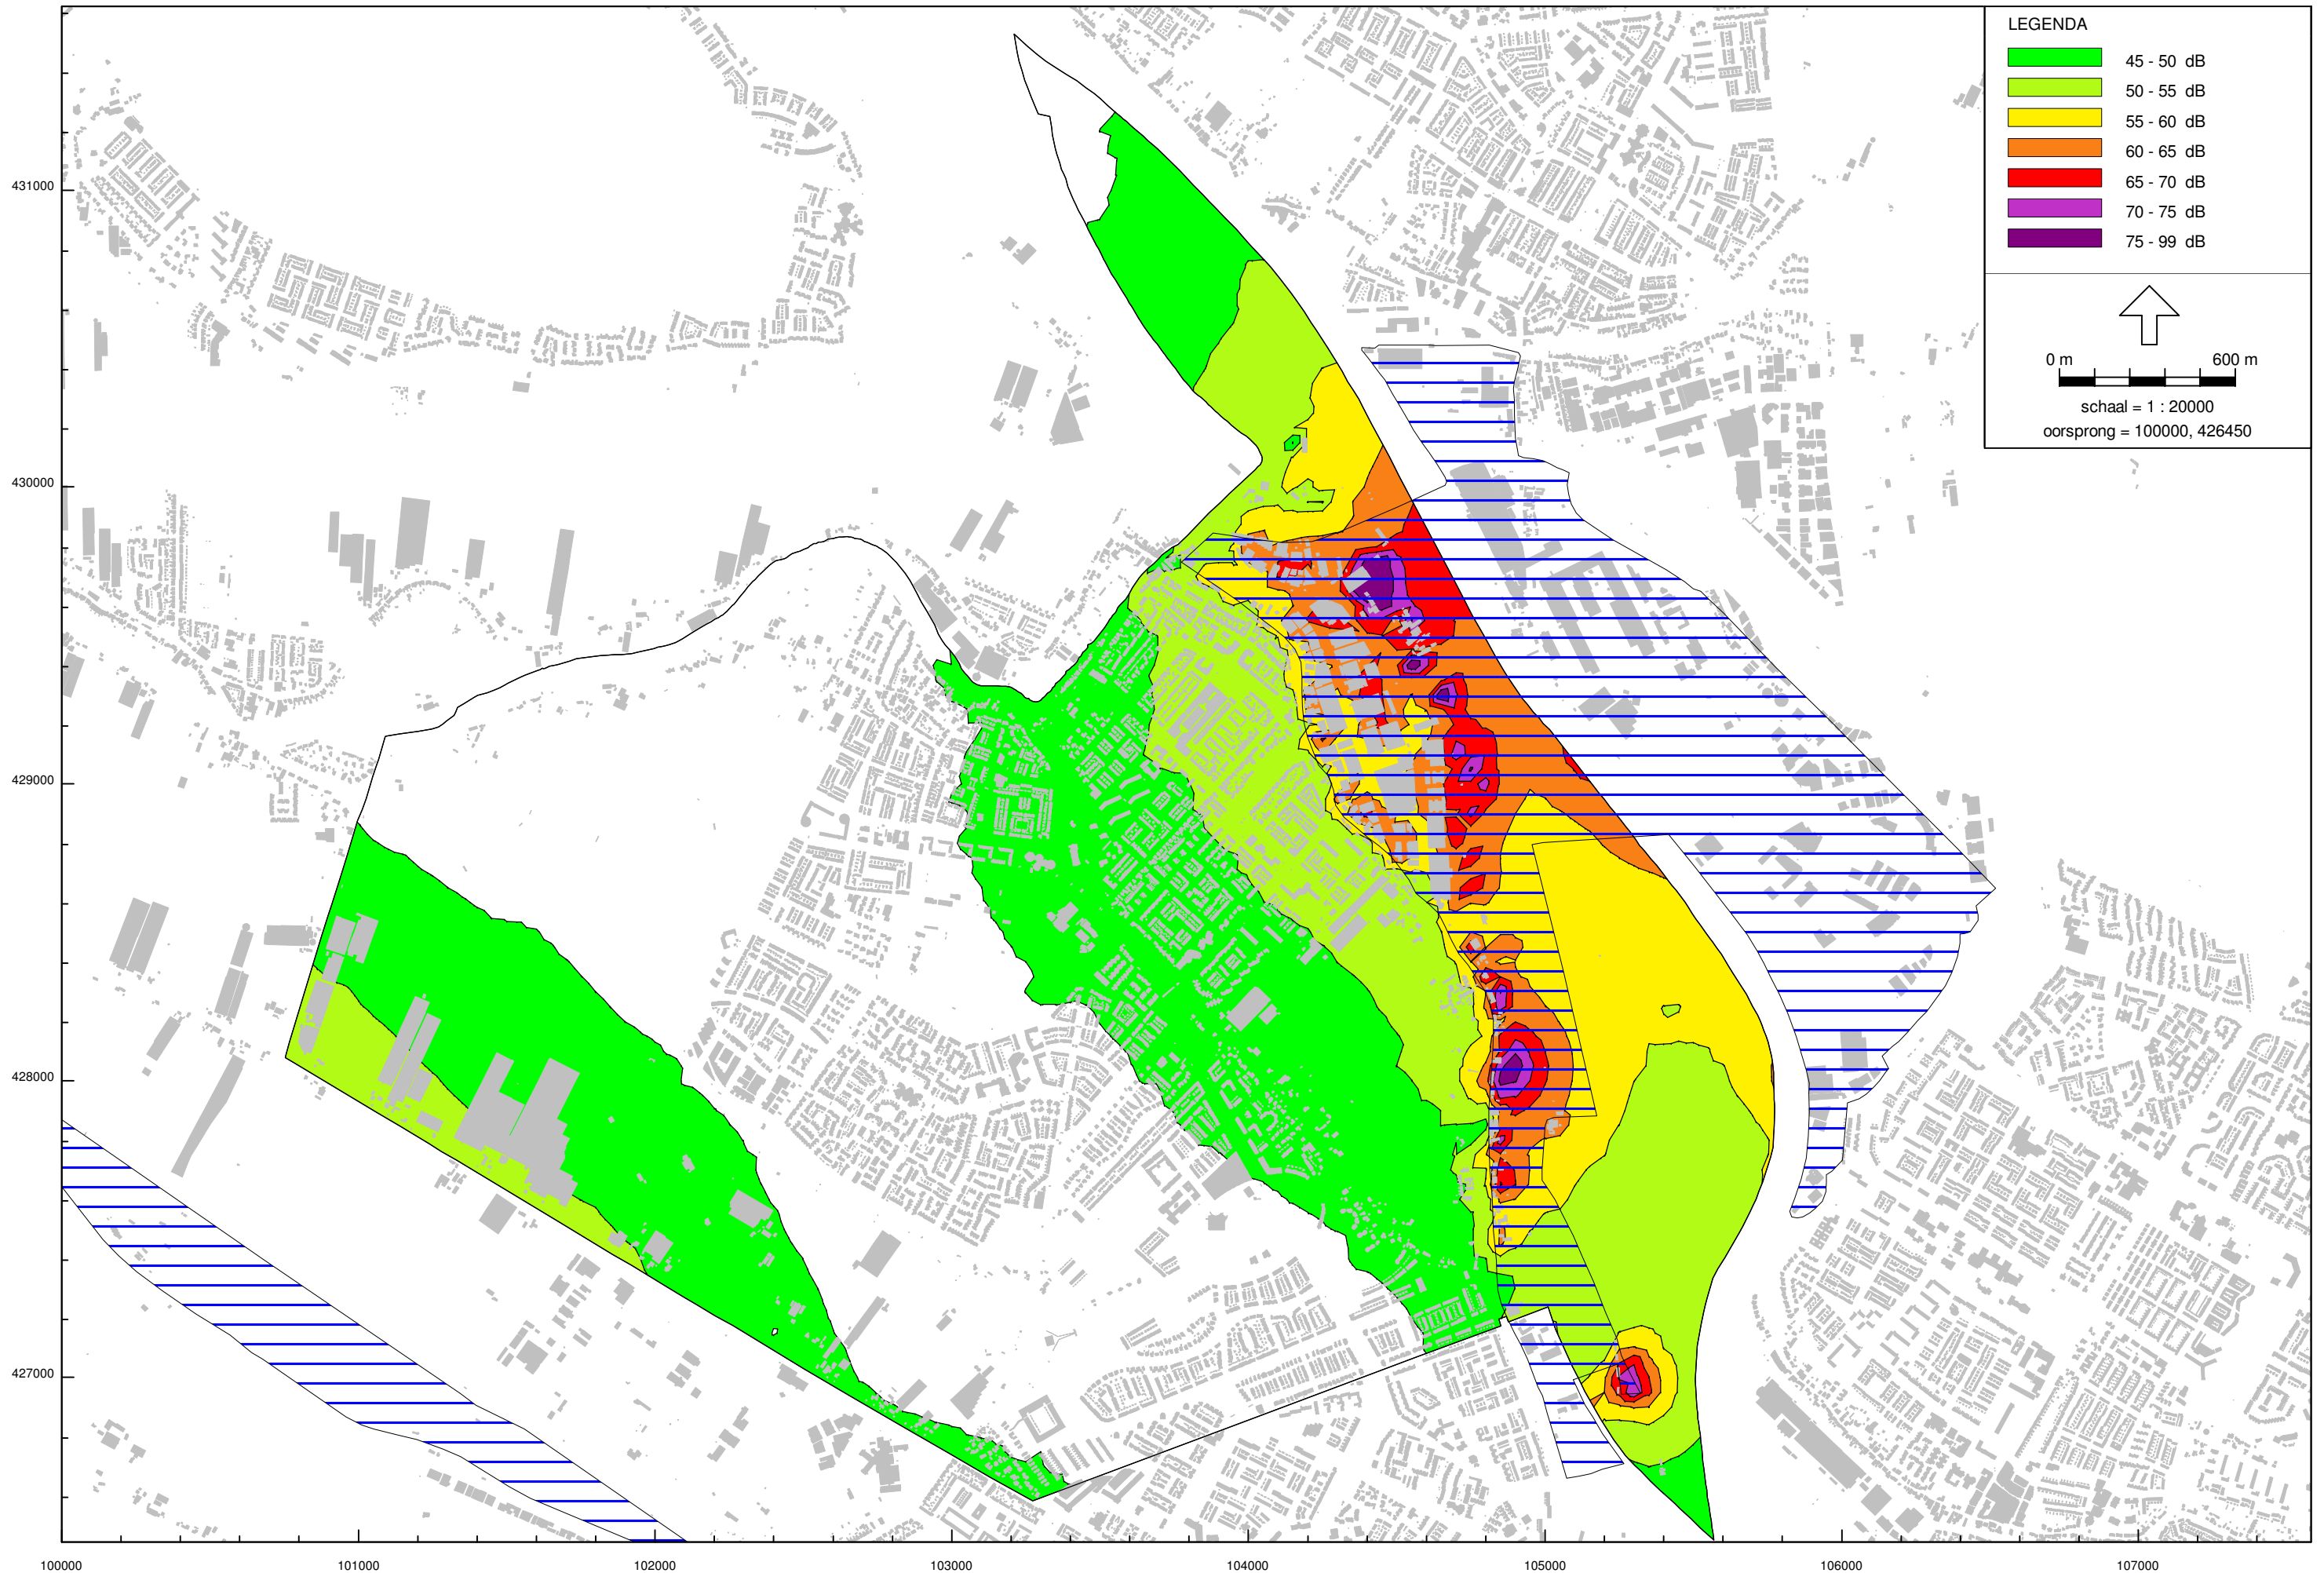 LEGENDA
45 - 50 dB
50 - 55 dB
55 - 60 dB
60 - 65 dB
65 - 70 dB
70 - 75 dB
75 - 99 dB
0 m 600 m
schaal = 1 : 20000
oorsprong = 100000, 426450
431000
430000
429000
428000
427000
100000 101000 102000 103000 104000 105000 106000 107000